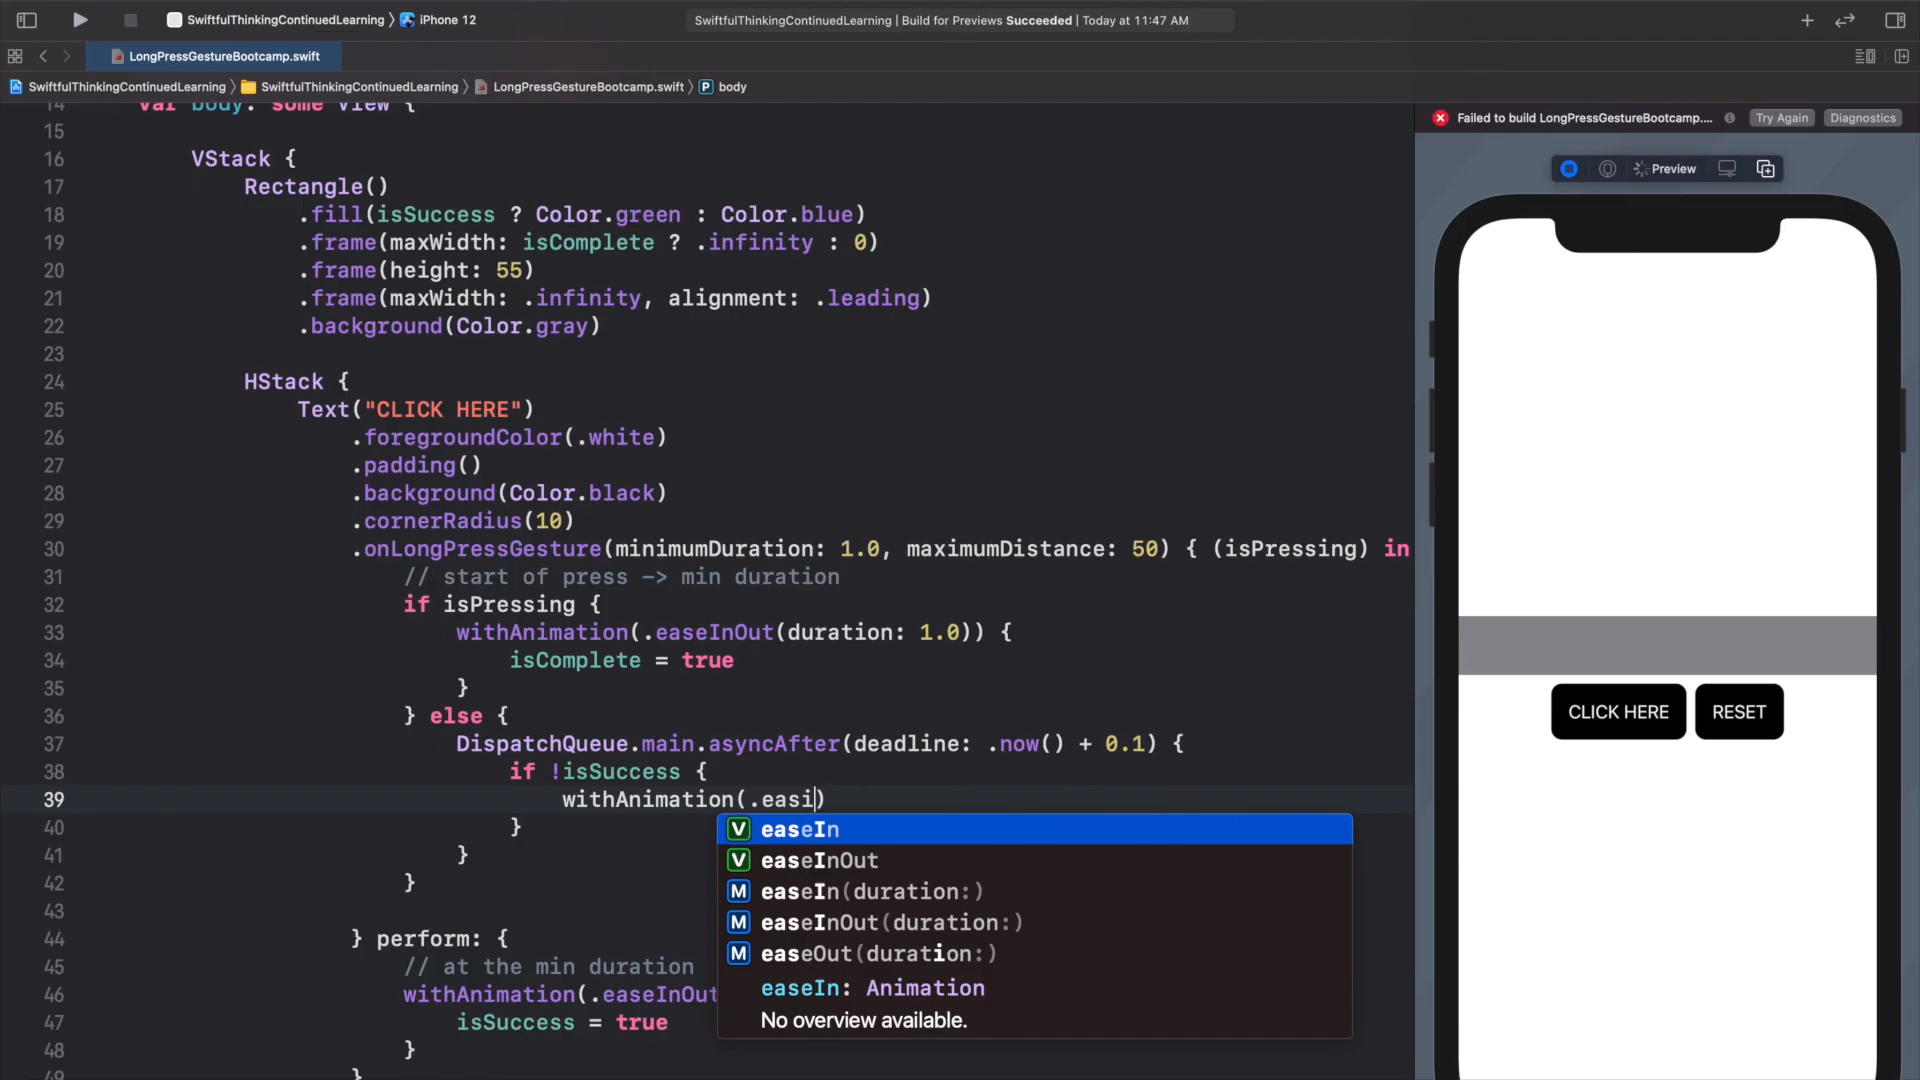 SwiftfulThinkingContinuedLearning 〉 iPhone 12
SwiftfulThinkingContinuedLearning | Build for Previews Succeeded | Today at 11:47 AM
LongPressGestureBootcamp.swift
SwiftfulThinkingContinuedLearning 〉 SwiftfulThinkingContinuedLearning 〉 LongPressGestureBootcamp.swift 〉 P body
14 var body: some View {
15
16 VStack {
17 Rectangle()
18 .fill(isSuccess ? Color.green : Color.blue)
19 .frame(maxWidth: isComplete ? .infinity : 0)
20 .frame(height: 55)
21 .frame(maxWidth: .infinity, alignment: .leading)
22 .background(Color.gray)
23
24 HStack {
25 Text("CLICK HERE")
26 .foregroundColor(.white)
27 .padding()
28 .background(Color.black)
29 .cornerRadius(10)
30 .onLongPressGesture(minimumDuration: 1.0, maximumDistance: 50) { (isPressing) in
31 // start of press -> min duration
32 if isPressing {
33 withAnimation(.easeInOut(duration: 1.0)) {
34 isComplete = true
35 }
36 } else {
37 DispatchQueue.main.asyncAfter(deadline: .now() + 0.1) {
38 if !isSuccess {
39 withAnimation(.easi)
40 }
41 }
42 }
43
44 } perform: {
45 // at the min duration
46 withAnimation(.easeInOut
47 isSuccess = true
48 }
49 }
V easeIn
V easeInOut
M easeIn(duration:)
M easeInOut(duration:)
M easeOut(duration:)
easeIn: Animation
No overview available.
Failed to build LongPressGestureBootcamp.... Try Again Diagnostics
Preview
CLICK HERE RESET